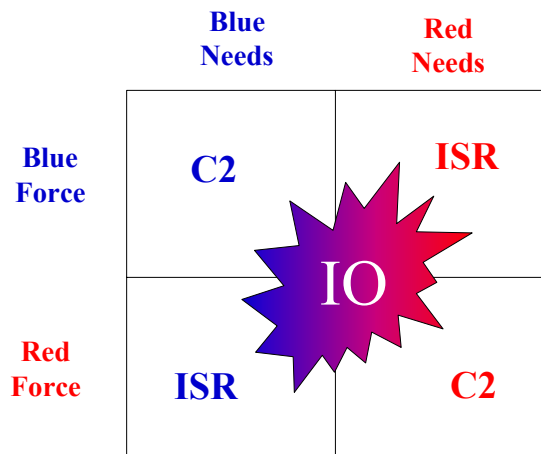 Blue
Needs
Red
Needs
Blue
Force
C2
ISR
IO
Red
Force
ISR
C2